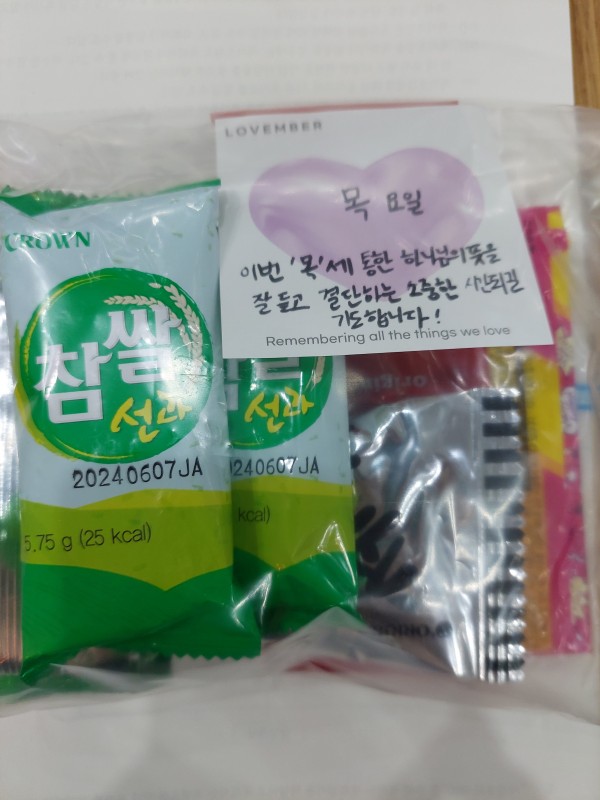 LOVEMBER
목 요일
이번 '목'세 통한 하나님의 뜻을
잘 듣고 결단하는 소중한 시간되길
기도합니다!
Remembering all the things we love
CROWN
참쌀
선과
20240607JA
5.75 g (25 kcal)
선과
240607JA
kcal)